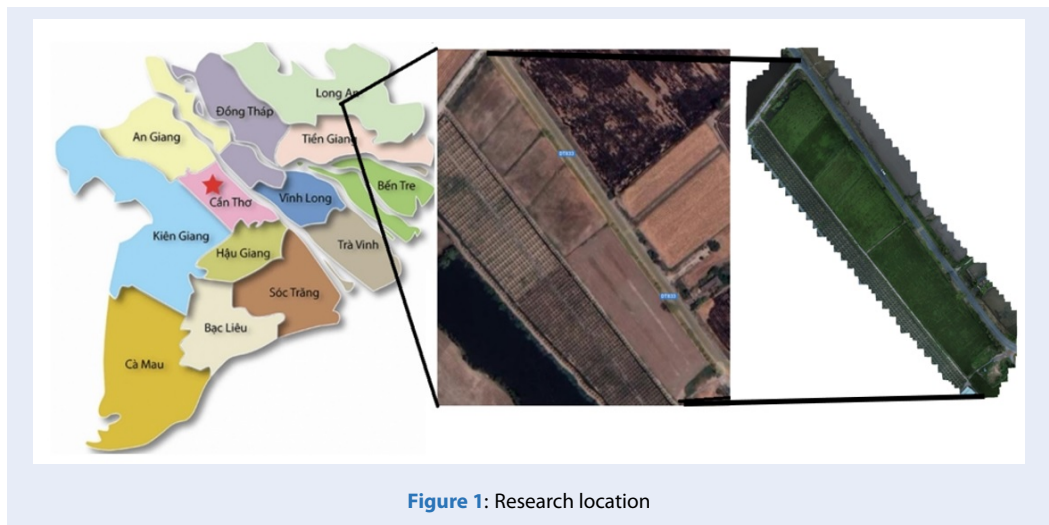 Long An
Đồng Tháp
An Giang
Tiền Giang
Bến Tre
Cần Thơ
Vĩnh Long
Kiên Giang
Trà Vinh
Hậu Giang
Sóc Trăng
Bạc Liêu
Cà Mau
Figure 1: Research location